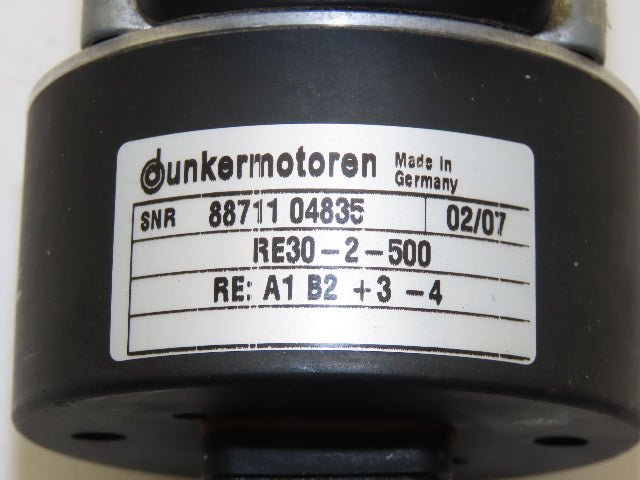 dunkermotoren Made in
Germany
SNR 88711 04835 02/07
RE30-2-500
RE: A1 B2 +3 -4